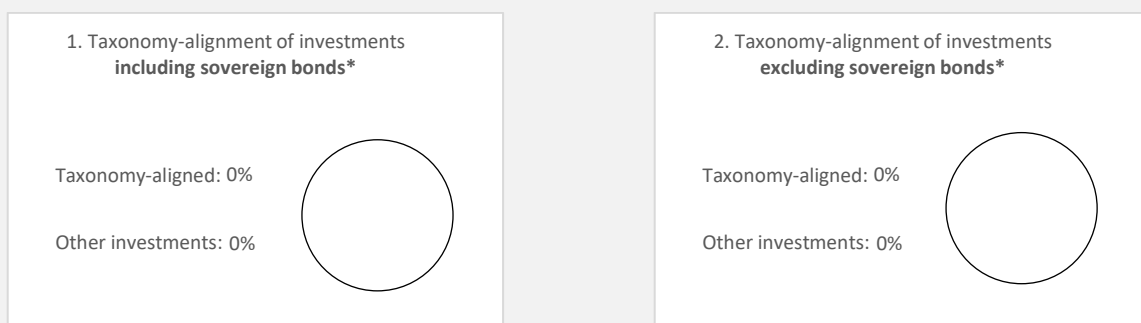 1. Taxonomy-alignment of investments
including sovereign bonds*
Taxonomy-aligned: 0%
Other investments: 0%
2. Taxonomy-alignment of investments
excluding sovereign bonds*
Taxonomy-aligned: 0%
Other investments: 0%